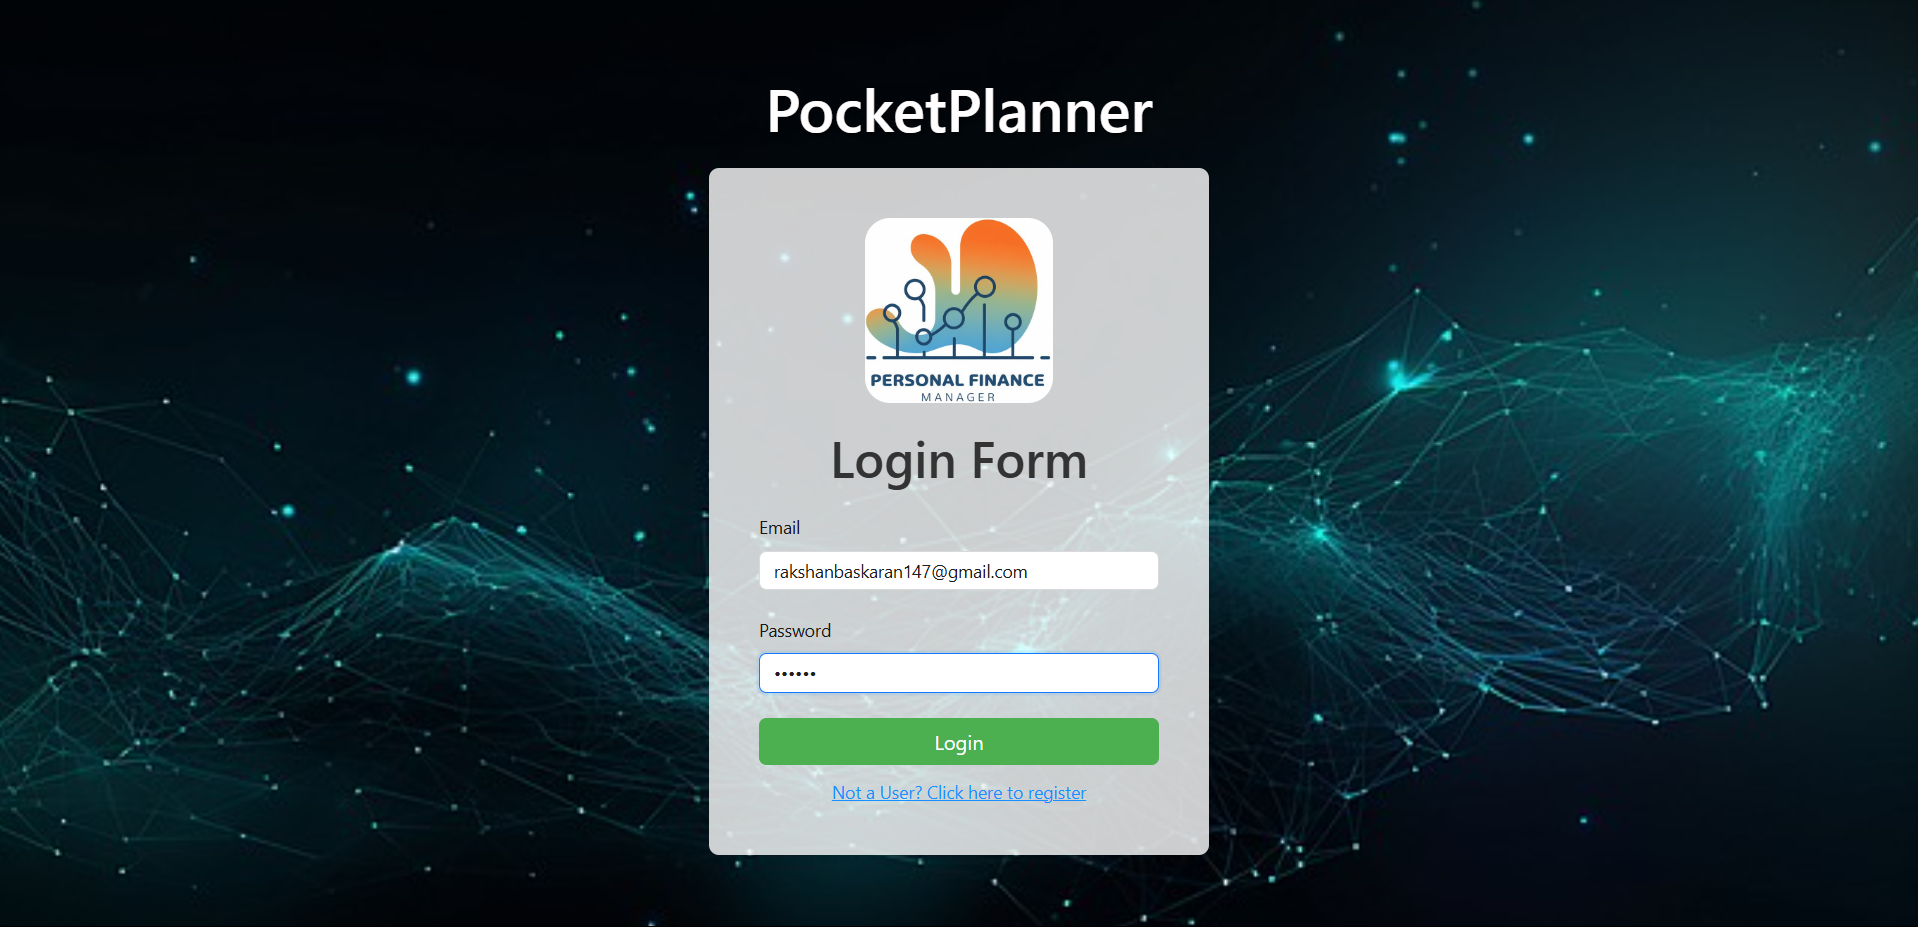 PocketPlanner
PERSONAL FINANCE
MANAGER
Login Form
Email
rakshanbaskaran147@gmail.com
Password
••••••
Login
Not a User? Click here to register